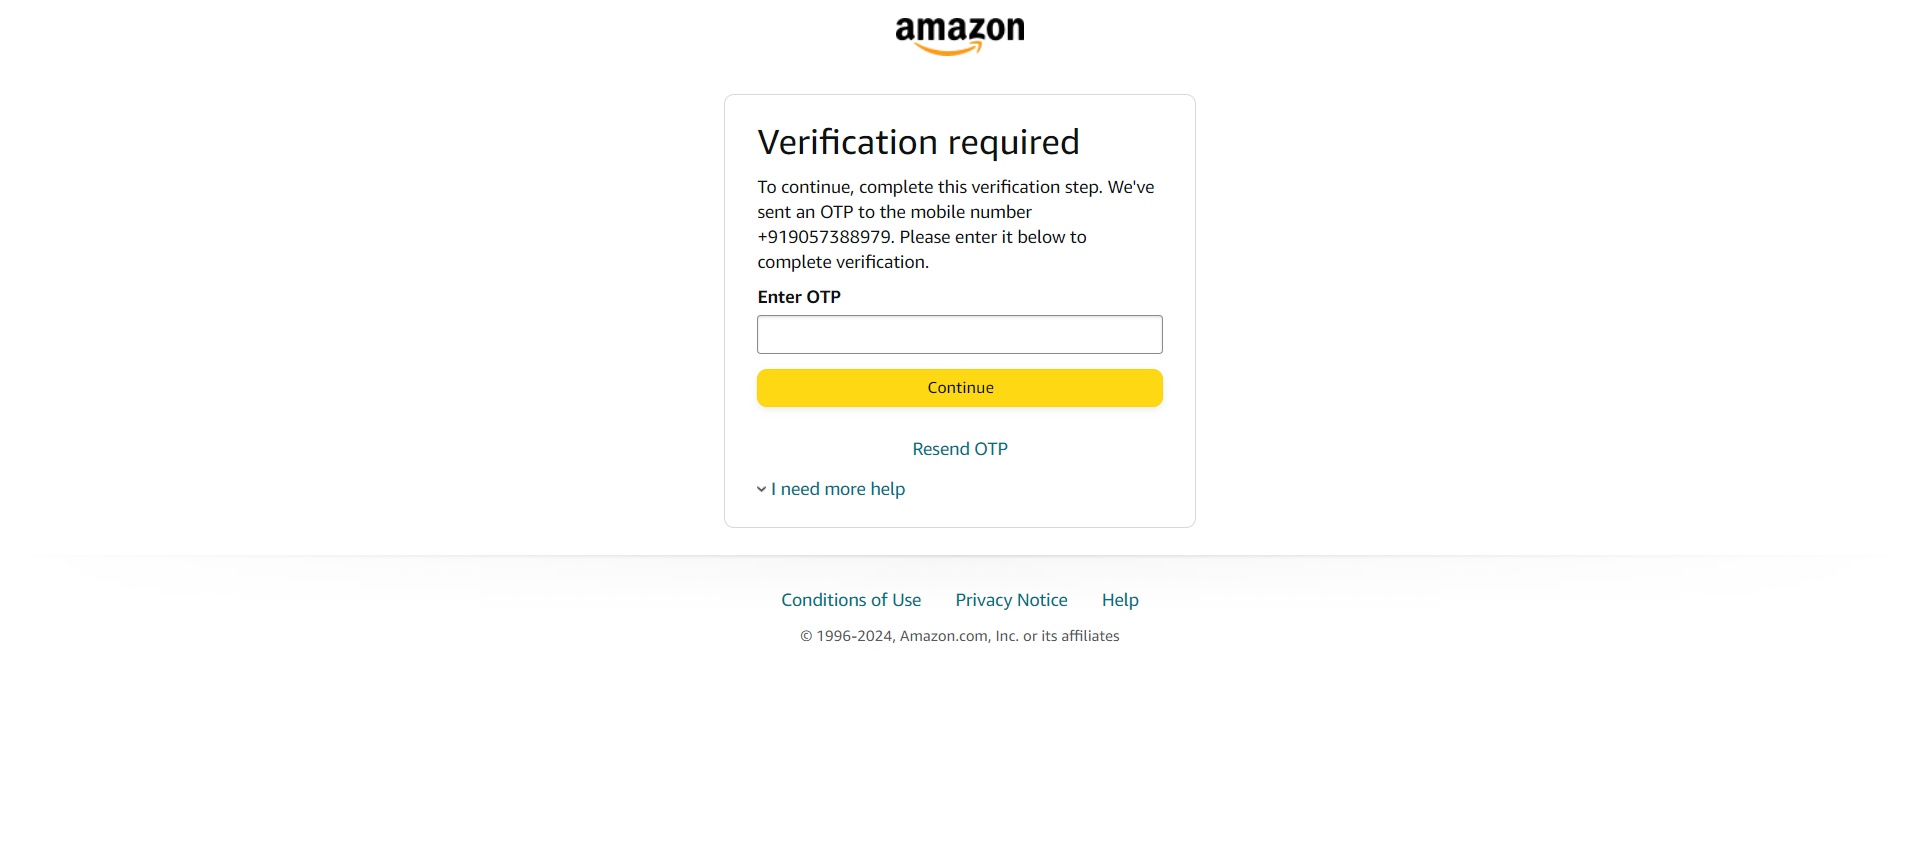 amazon
Verification required
To continue, complete this verification step. We've
sent an OTP to the mobile number
+919057388979. Please enter it below to
complete verification.
Enter OTP
Continue
Resend OTP
I need more help
Conditions of Use Privacy Notice Help
© 1996-2024, Amazon.com, Inc. or its affiliates